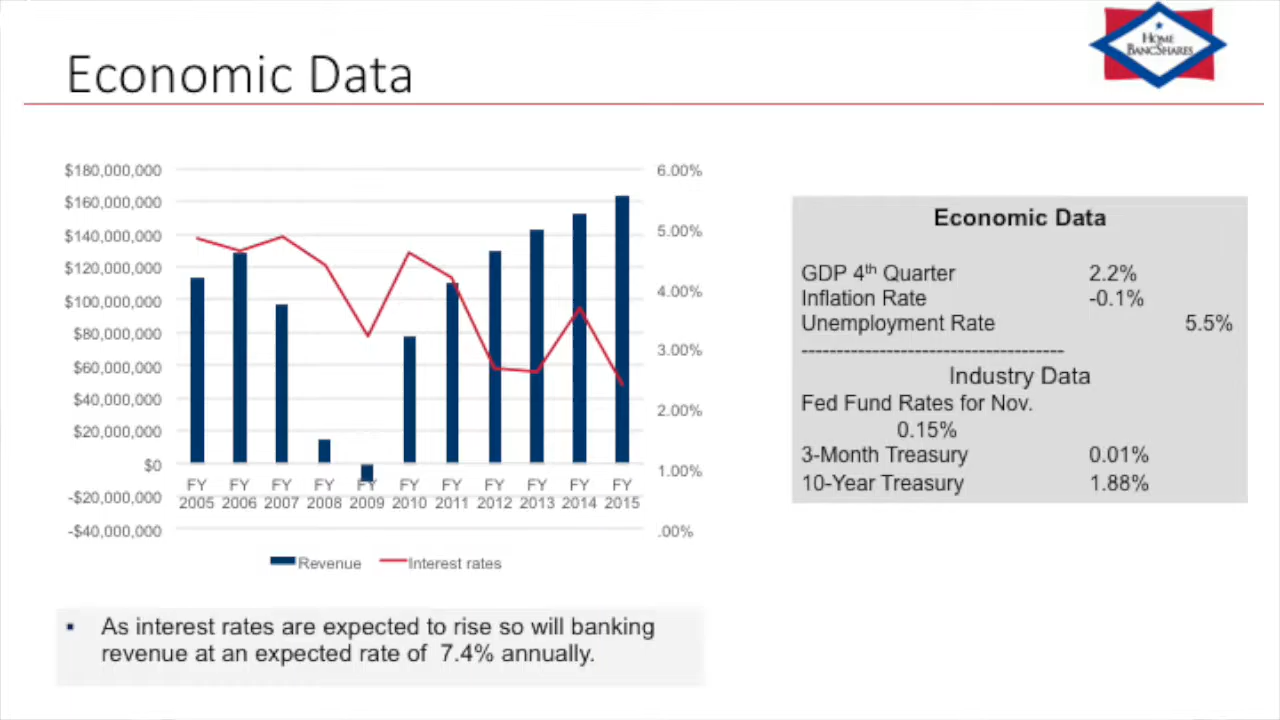 HOME
BANCSHARES
Economic Data
$180,000,000
$160,000,000
$140,000,000
$120,000,000
$100,000,000
$80,000,000
$60,000,000
$40,000,000
$20,000,000
$0
-$20,000,000
-$40,000,000
6.00%
5.00%
4.00%
3.00%
2.00%
1.00%
.00%
FY FY FY FY FY FY FY FY FY FY FY
2005 2006 2007 2008 2009 2010 2011 2012 2013 2014 2015
Revenue Interest rates
Economic Data
GDP 4th Quarter 2.2%
Inflation Rate -0.1%
Unemployment Rate 5.5%
-------------------------------------
Industry Data
Fed Fund Rates for Nov.
0.15%
3-Month Treasury 0.01%
10-Year Treasury 1.88%
▪ As interest rates are expected to rise so will banking
revenue at an expected rate of 7.4% annually.